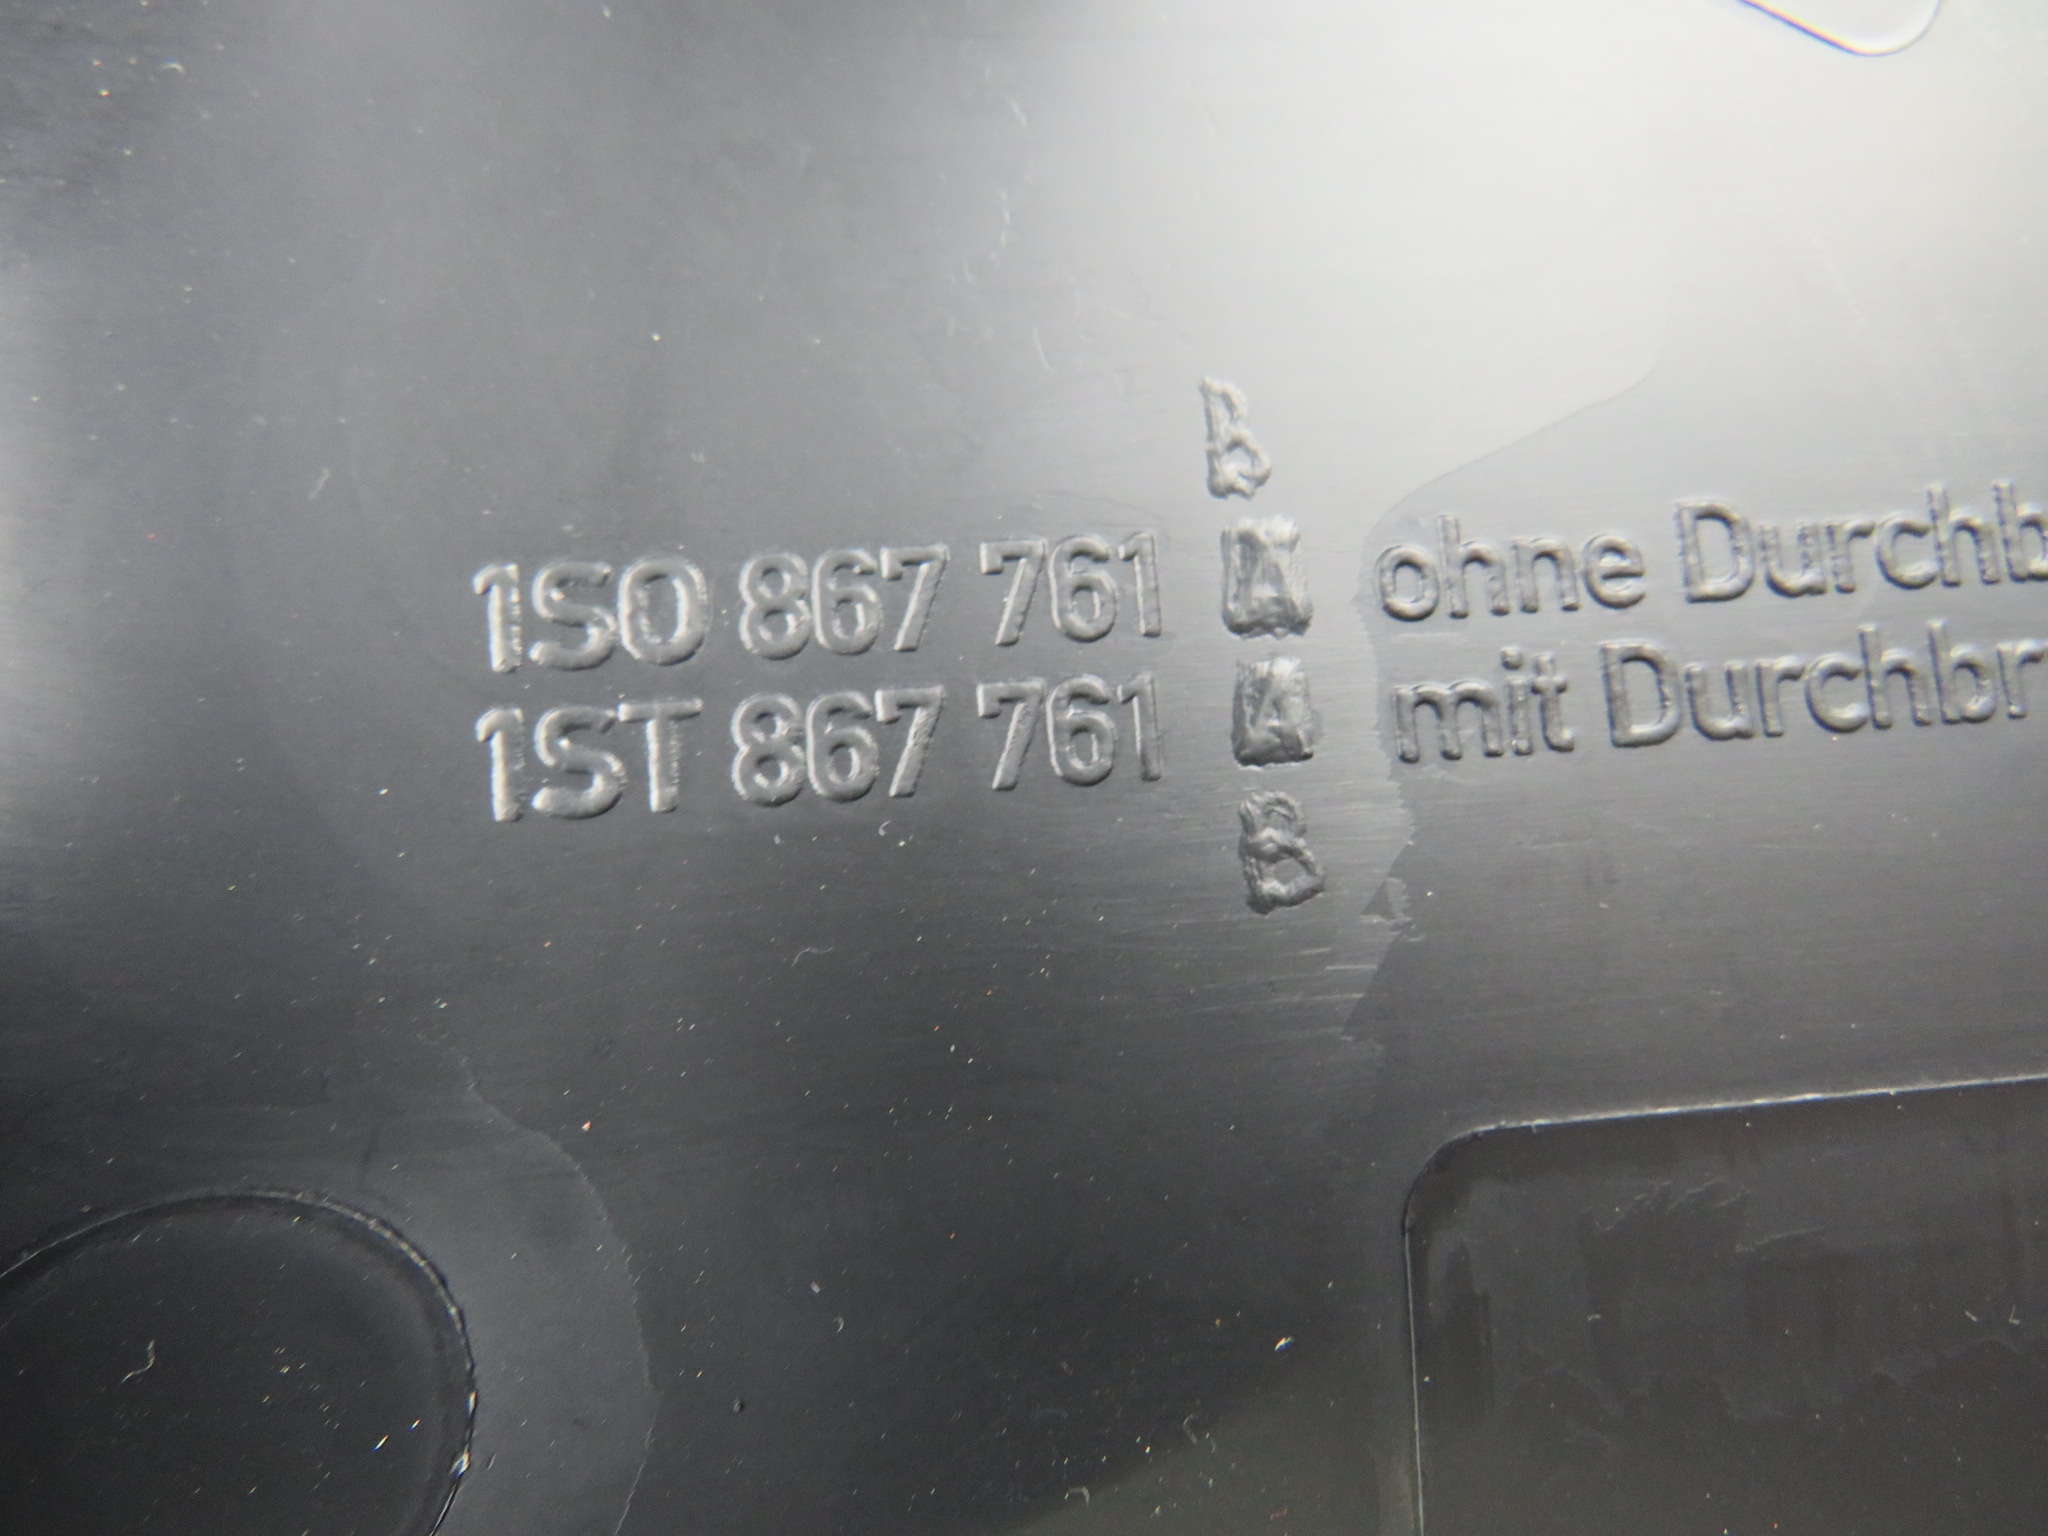 B
1S0 867 761 A ohne Durchb
1ST 867 761 A mit Durchbr
B